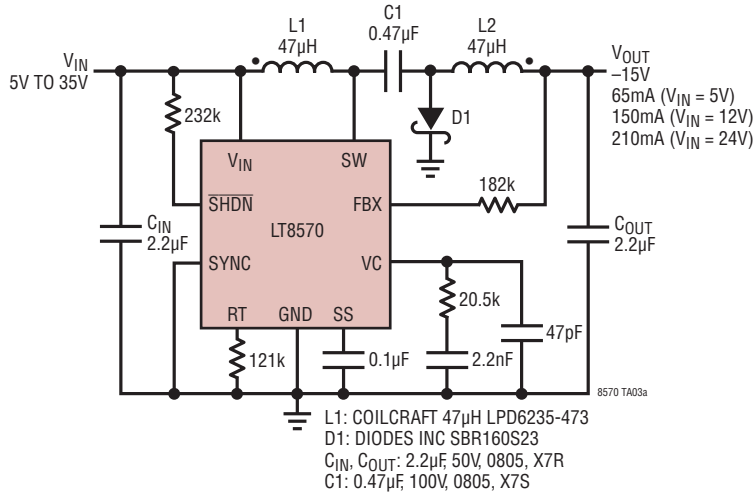 L1
47µH
C1
0.47µF
L2
47µH
VIN
5V TO 35V
VOUT
–15V
65mA (VIN = 5V)
150mA (VIN = 12V)
210mA (VIN = 24V)
D1
232k
VIN
SW
182k
SHDN
FBX
CIN
2.2µF
COUT
2.2µF
LT8570
SYNC
VC
20.5k
RT
GND
SS
47pF
121k
0.1µF
2.2nF
8570 TA03a
L1: COILCRAFT 47µH LPD6235-473
D1: DIODES INC SBR160S23
CIN, COUT: 2.2µF, 50V, 0805, X7R
C1: 0.47µF, 100V, 0805, X7S